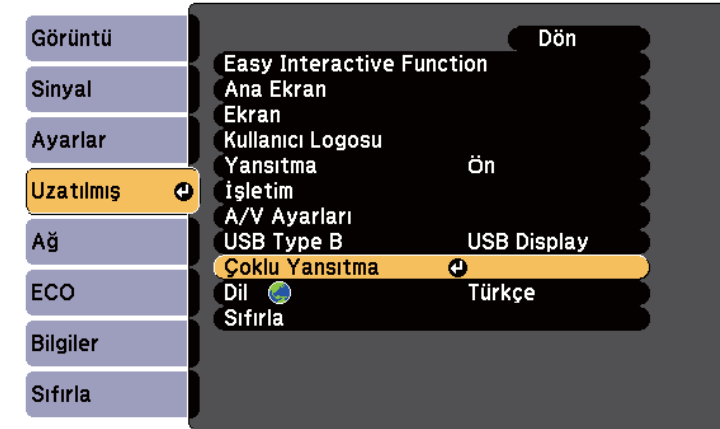 Görüntü
Sinyal
Ayarlar
Uzatılmış
Ağ
ECO
Bilgiler
Sıfırla
Dön
Easy Interactive Function
Ana Ekran
Ekran
Kullanıcı Logosu
Yansıtma Ön
İşletim
A/V Ayarları
USB Type B USB Display
Çoklu Yansıtma
Dil Türkçe
Sıfırla